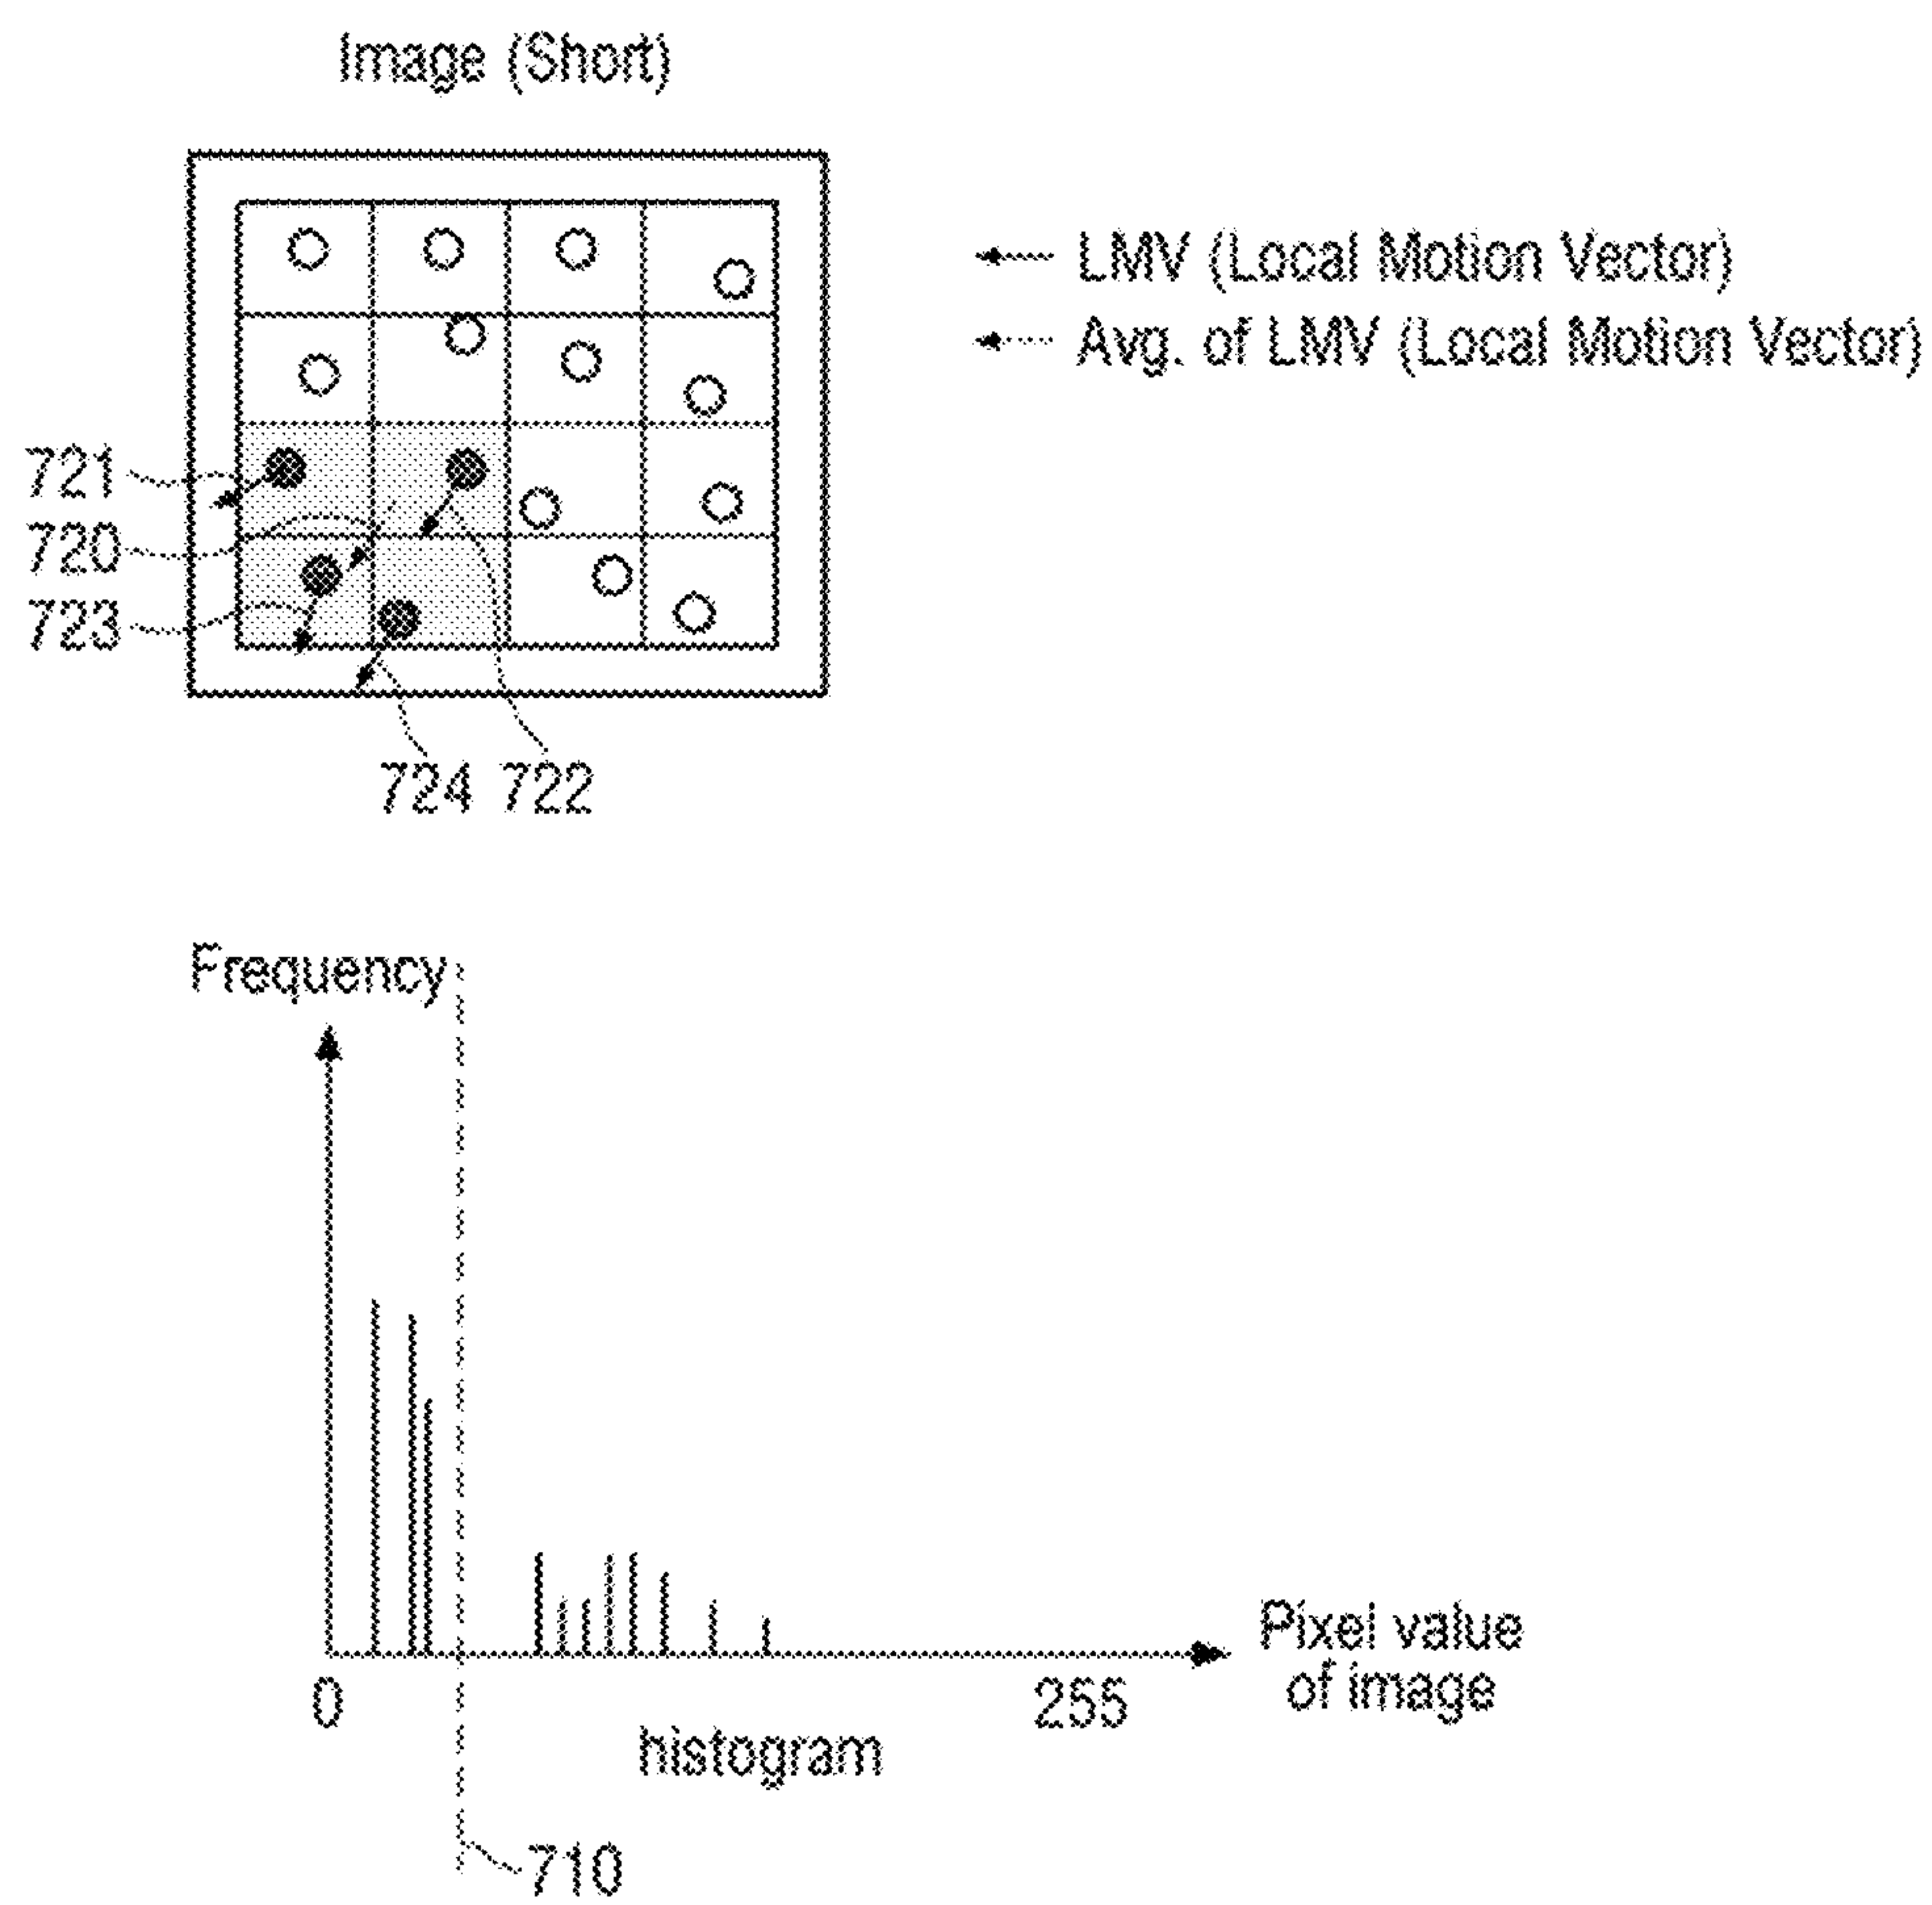 Image (Short)
LMV (Local Motion Vector)
Avg. of LMV (Local Motion Vector)
721
720
723
724
722
Frequency
Pixel value
of image
0
255
histogram
710